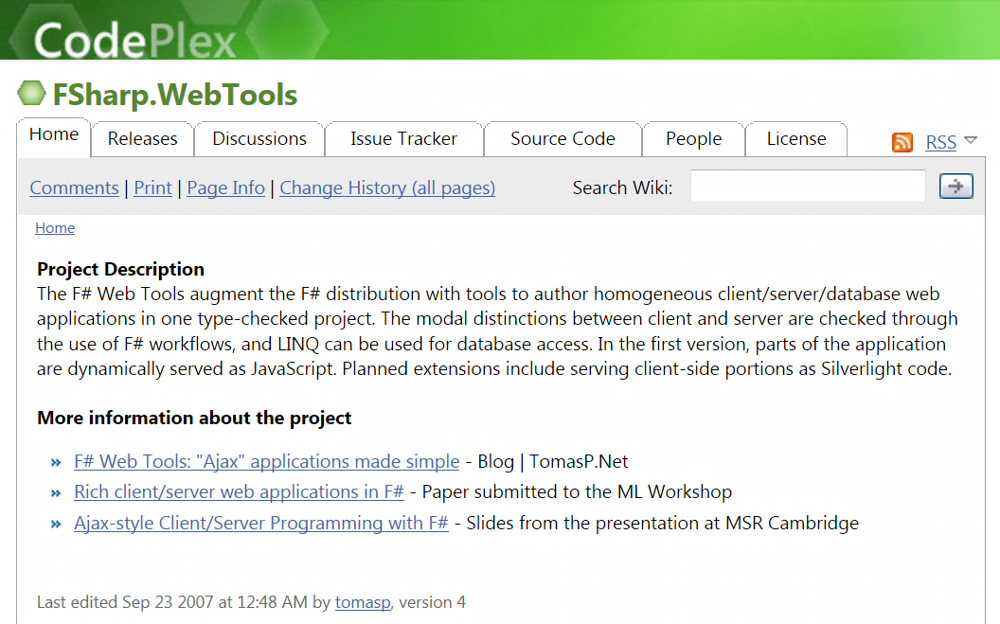 CodePlex
FSharp.WebTools
Home Releases Discussions Issue Tracker Source Code People License RSS
Comments | Print | Page Info | Change History (all pages) Search Wiki:
Home
Project Description
The F# Web Tools augment the F# distribution with tools to author homogeneous client/server/database web
applications in one type-checked project. The modal distinctions between client and server are checked through
the use of F# workflows, and LINQ can be used for database access. In the first version, parts of the application
are dynamically served as JavaScript. Planned extensions include serving client-side portions as Silverlight code.
More information about the project
» F# Web Tools: "Ajax" applications made simple - Blog | TomasP.Net
» Rich client/server web applications in F# - Paper submitted to the ML Workshop
» Ajax-style Client/Server Programming with F# - Slides from the presentation at MSR Cambridge
Last edited Sep 23 2007 at 12:48 AM by tomasp, version 4